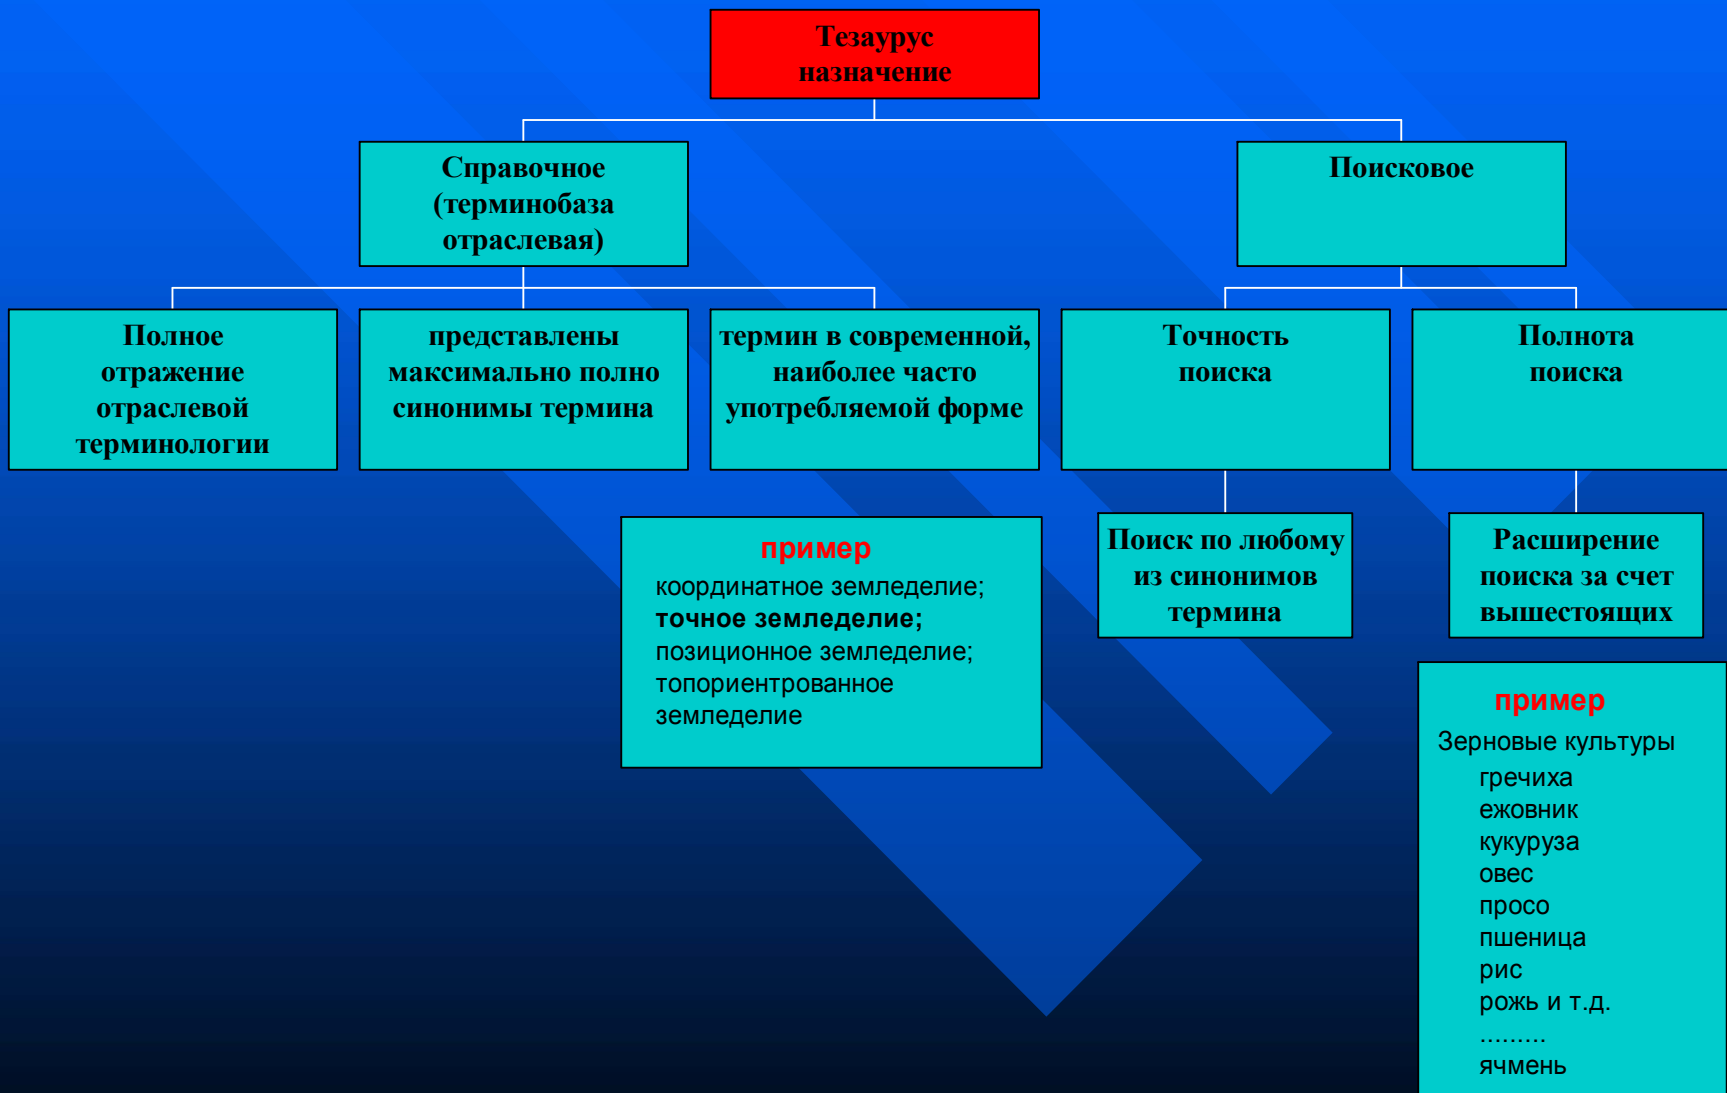 Тезаурус
назначение
Справочное
(терминобаза
отраслевая)
Поисковое
Полное
отражение
отраслевой
терминологии
представлены
максимально полно
синонимы термина
термин в современной,
наиболее часто
употребляемой форме
Точность
поиска
Полнота
поиска
пример
координатное земледелие;
точное земледелие;
позиционное земледелие;
топориентрованное
земледелие
Поиск по любому
из синонимов
термина
Расширение
поиска за счет
вышестоящих
пример
Зерновые культуры
гречиха
ежовник
кукуруза
овес
просо
пшеница
рис
рожь и т.д.
.........
ячмень